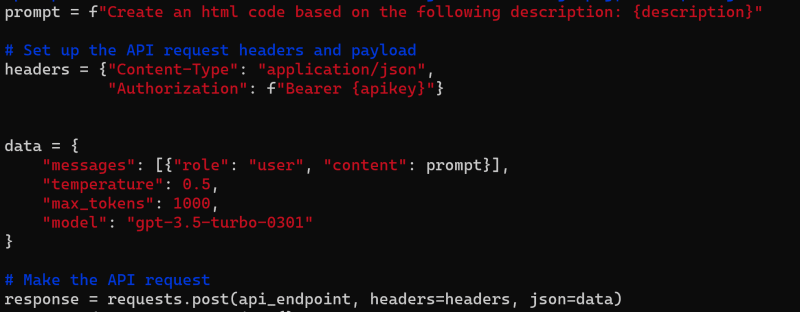 prompt = f"Create an html code based on the following description: {description}"
# Set up the API request headers and payload
headers = {"Content-Type": "application/json",
           "Authorization": f"Bearer {apikey}"}
data = {
    "messages": [{"role": "user", "content": prompt}],
    "temperature": 0.5,
    "max_tokens": 1000,
    "model": "gpt-3.5-turbo-0301"
}
# Make the API request
response = requests.post(api_endpoint, headers=headers, json=data)